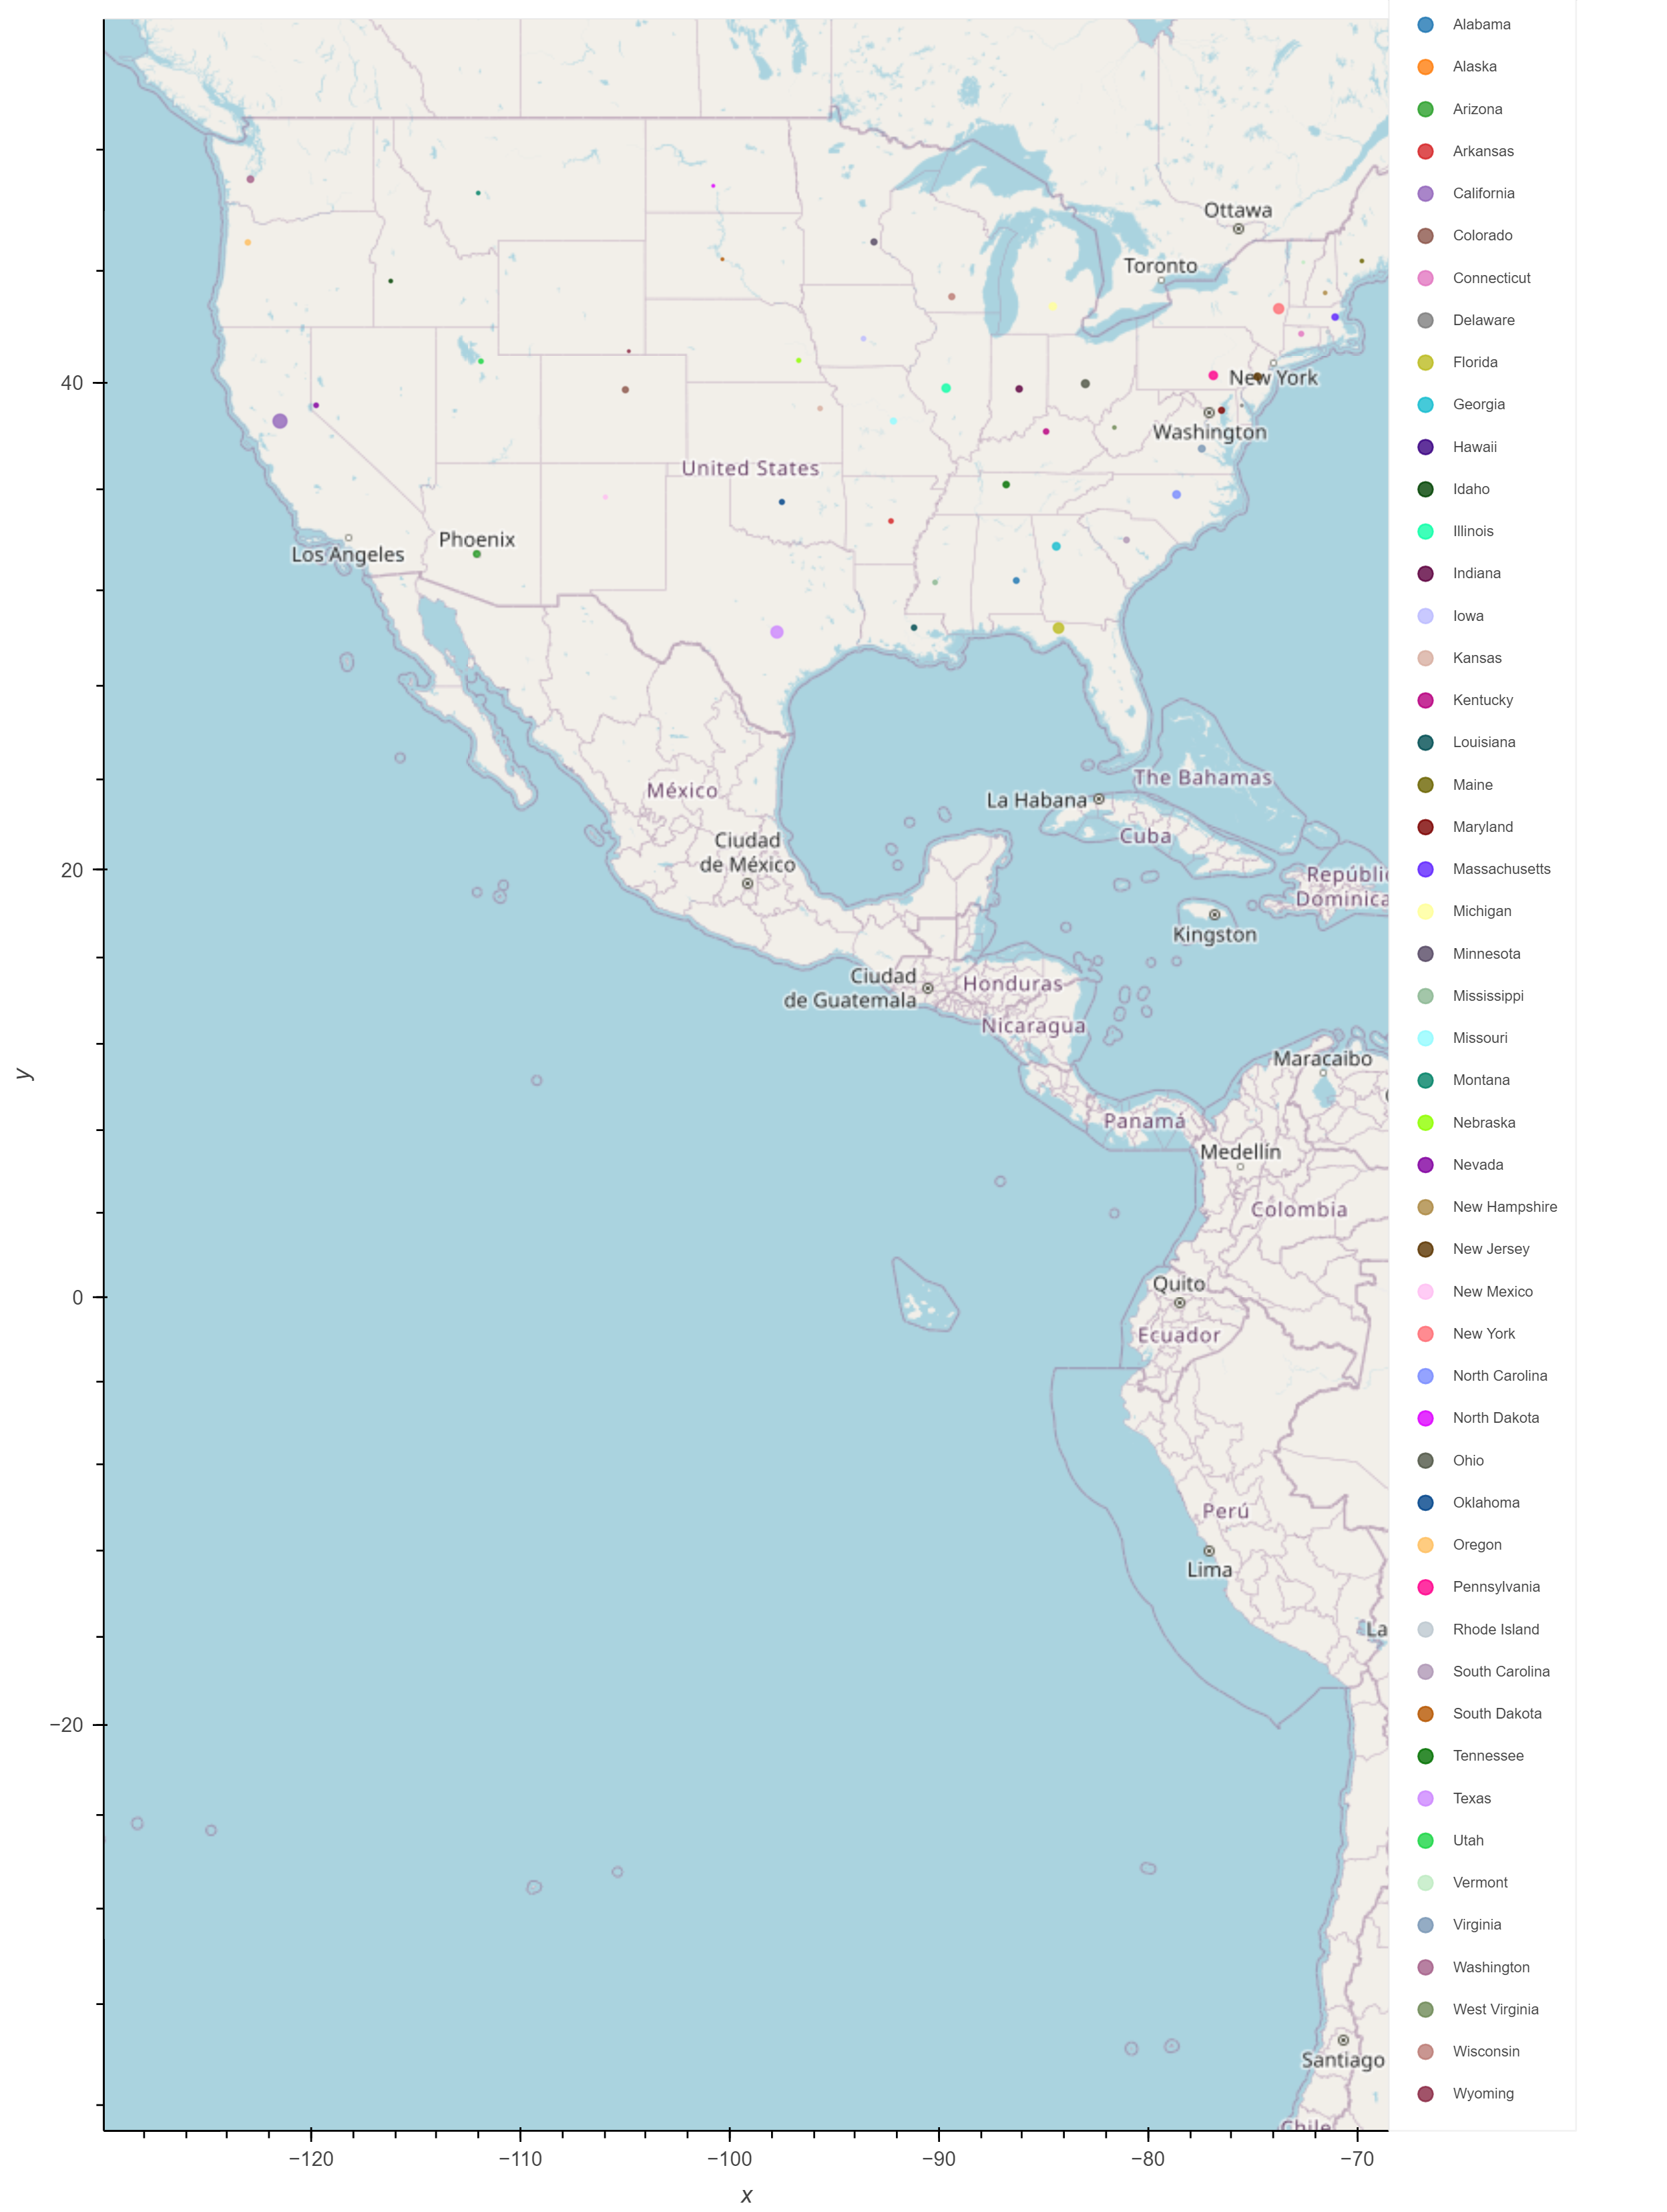 Ottawa
Toronto
New York
Washington
United States
Los Angeles
Phoenix
México
Ciudad
de México
La Habana
The Bahamas
Cuba
Kingston
Ciudad
de Guatemala
Honduras
Nicaragua
Maracaibo
Panamá
Medellín
Colombia
Quito
Ecuador
Perú
Lima
La
Santiago
Chile
40
20
0
−20
y
−120
−110
−100
−90
−80
−70
x
Alabama
Alaska
Arizona
Arkansas
California
Colorado
Connecticut
Delaware
Florida
Georgia
Hawaii
Idaho
Illinois
Indiana
Iowa
Kansas
Kentucky
Louisiana
Maine
Maryland
Massachusetts
Michigan
Minnesota
Mississippi
Missouri
Montana
Nebraska
Nevada
New Hampshire
New Jersey
New Mexico
New York
North Carolina
North Dakota
Ohio
Oklahoma
Oregon
Pennsylvania
Rhode Island
South Carolina
South Dakota
Tennessee
Texas
Utah
Vermont
Virginia
Washington
West Virginia
Wisconsin
Wyoming